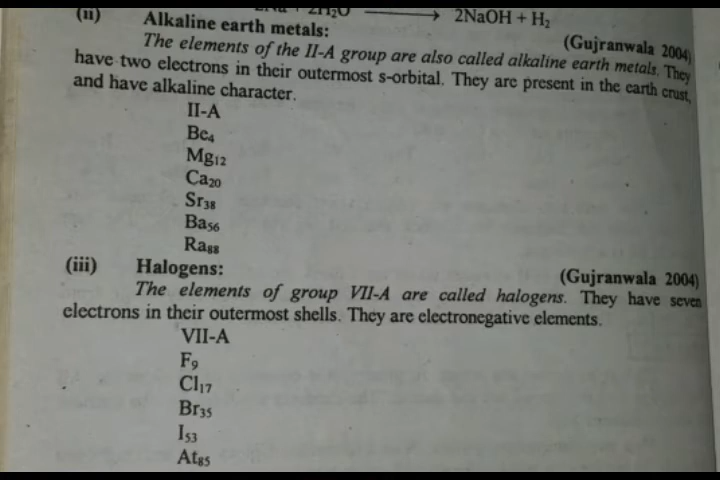 2Na + 2H₂O ⟶ 2NaOH + H₂
(ii) Alkaline earth metals: (Gujranwala 2004)
The elements of the II-A group are also called alkaline earth metals. They
have two electrons in their outermost s-orbital. They are present in the earth crust,
and have alkaline character.
II-A
Be₄
Mg₁₂
Ca₂₀
Sr₃₈
Ba₅₆
Ra₈₈
(iii) Halogens: (Gujranwala 2004)
The elements of group VII-A are called halogens. They have seven
electrons in their outermost shells. They are electronegative elements.
VII-A
F₉
Cl₁₇
Br₃₅
I₅₃
At₈₅